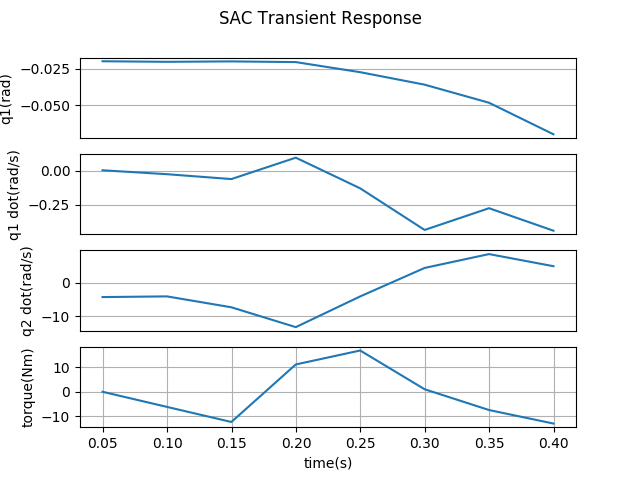 SAC Transient Response
q1(rad)
−0.025
−0.050
q1 dot(rad/s)
0.00
−0.25
q2 dot(rad/s)
0
−10
torque(Nm)
10
0
−10
0.05 0.10 0.15 0.20 0.25 0.30 0.35 0.40
time(s)